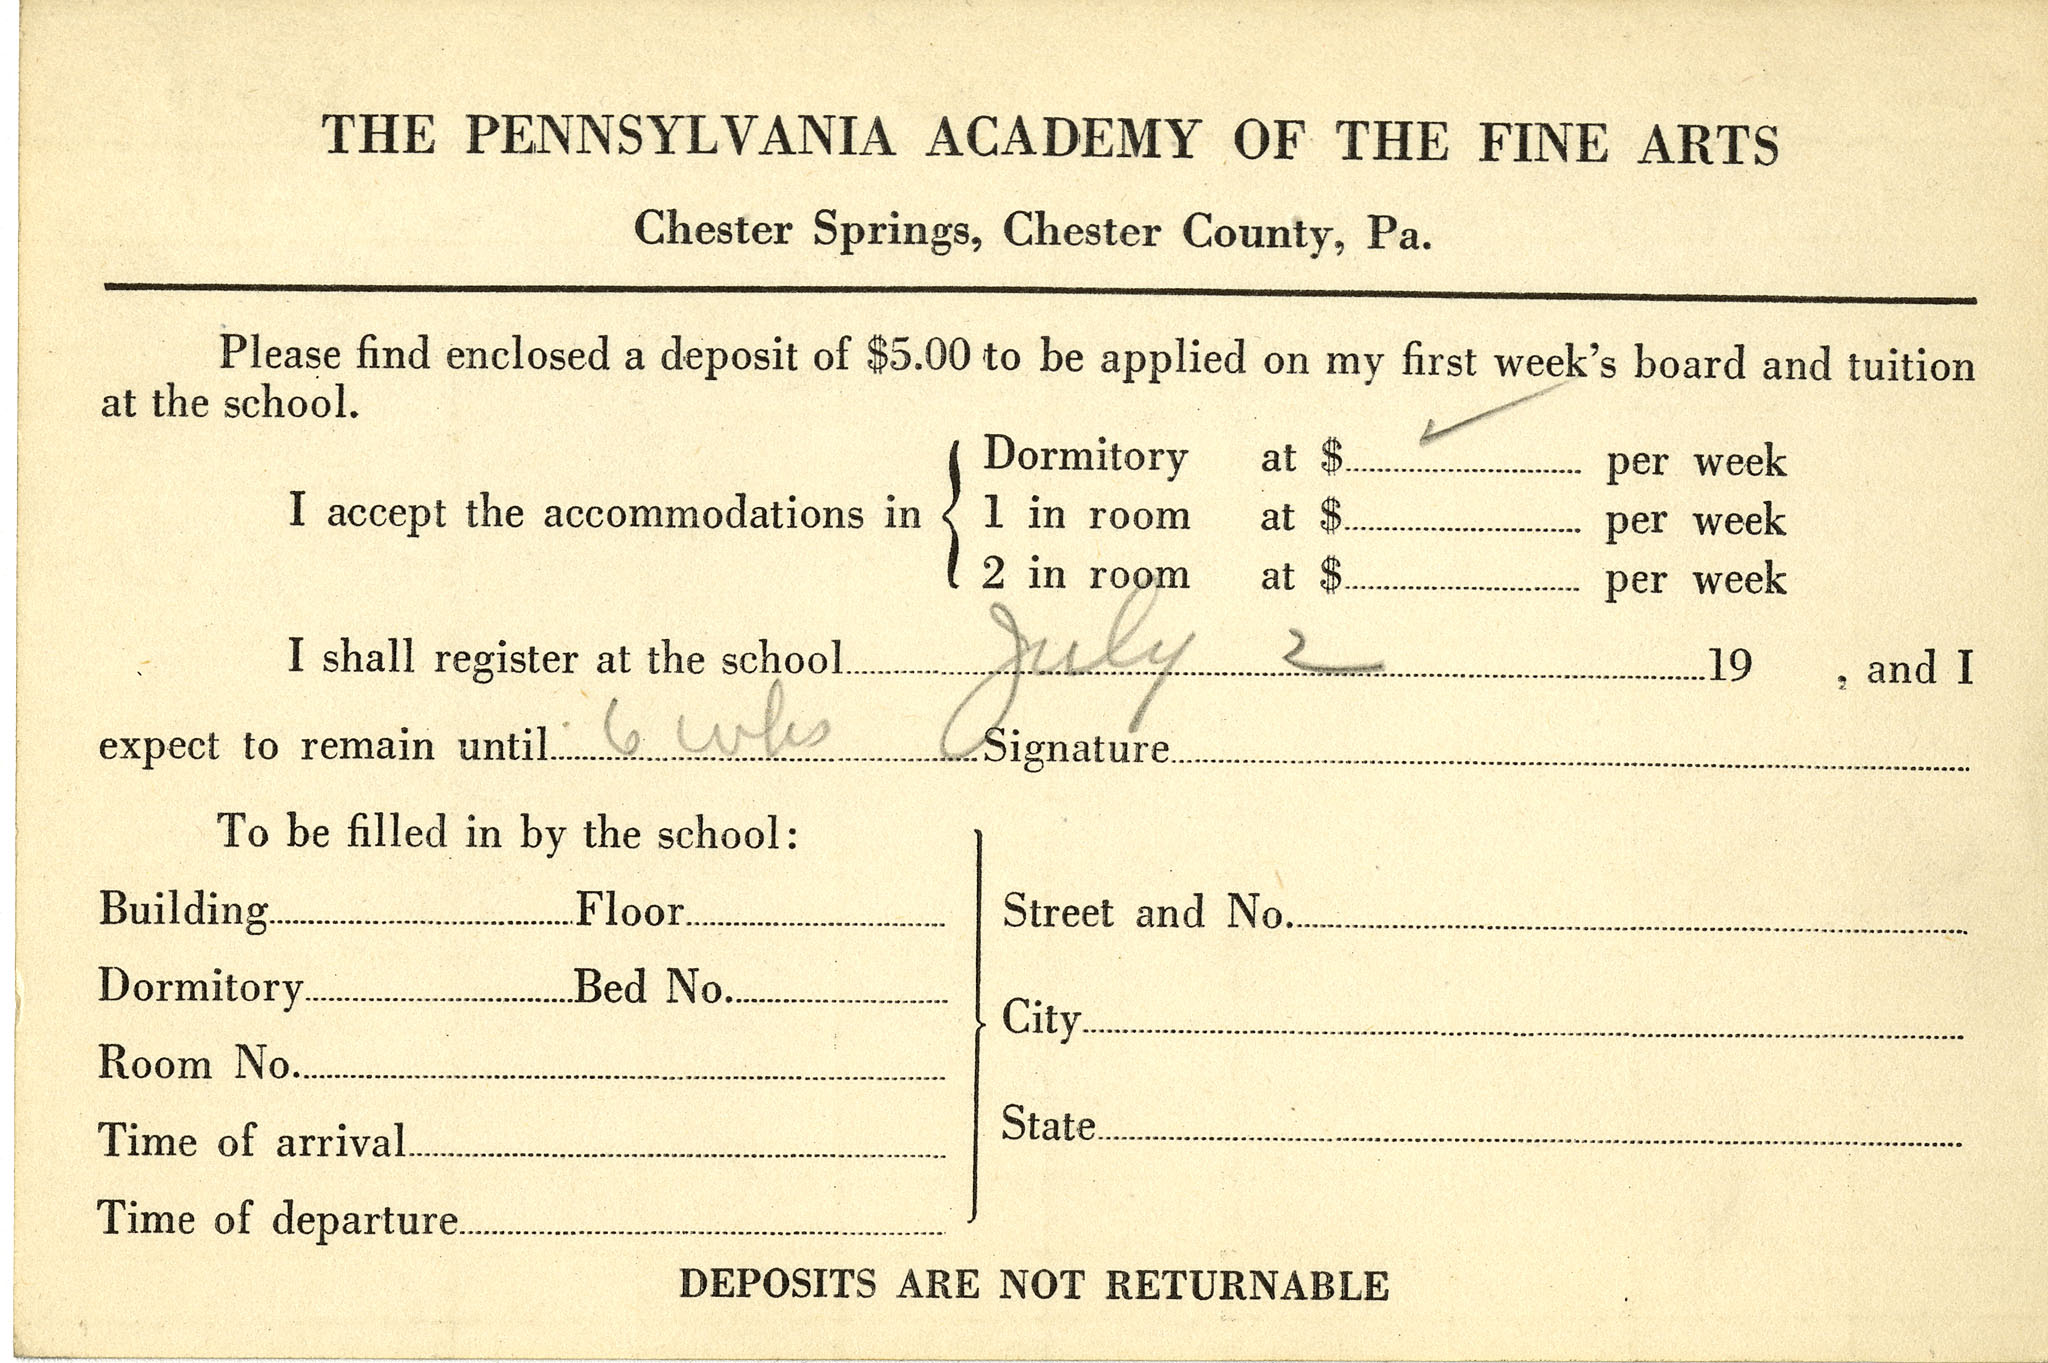 THE PENNSYLVANIA ACADEMY OF THE FINE ARTS
Chester Springs, Chester County, Pa.
Please find enclosed a deposit of $5.00 to be applied on my first week's board and tuition
at the school.
Dormitory at $ ✓ per week
I accept the accommodations in 1 in room at $ per week
2 in room at $ per week
I shall register at the school July 2 19 , and I
expect to remain until 6 wks Signature
To be filled in by the school:
Building Floor Street and No.
Dormitory Bed No.
City
Room No.
State
Time of arrival
Time of departure
DEPOSITS ARE NOT RETURNABLE